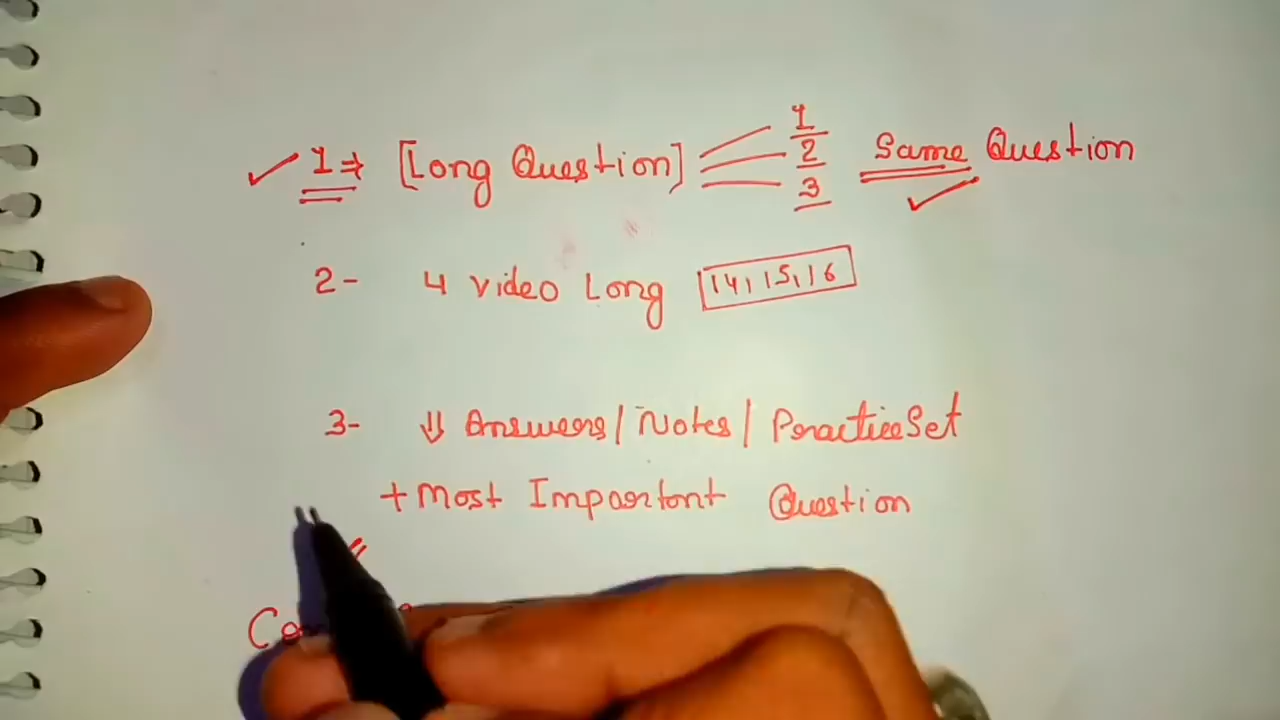 1⇒ [Long Question] 1 2 3 Same Question
2- 4 Video Long 14, 15, 16
3- ⇓ Answers/Notes/PracticeSet
+ Most Important Question